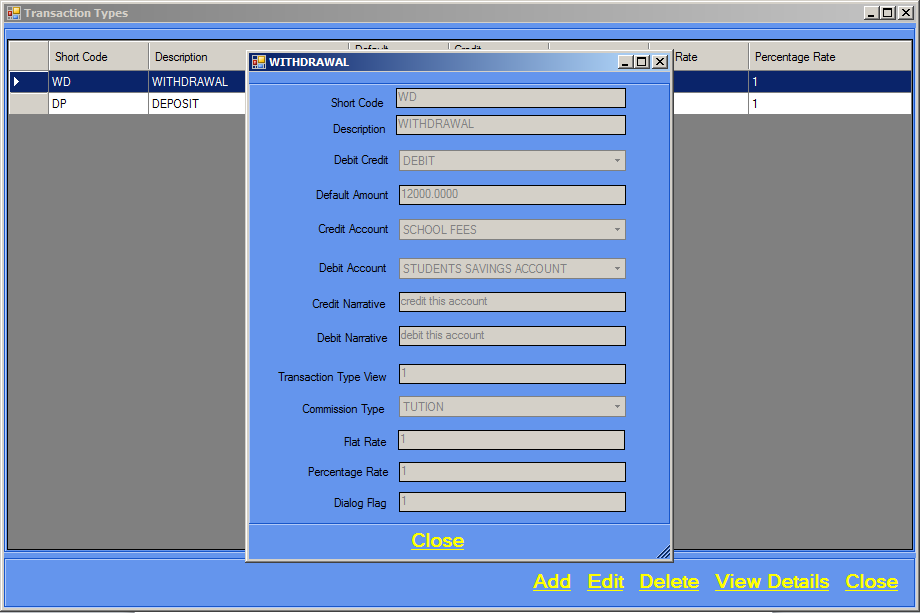 Transaction Types
Short Code Description Default Credit Rate Percentage Rate
WD WITHDRAWAL 1
DP DEPOSIT 1
WITHDRAWAL
Short Code WD
Description WITHDRAWAL
Debit Credit DEBIT
Default Amount 12000.0000
Credit Account SCHOOL FEES
Debit Account STUDENTS SAVINGS ACCOUNT
Credit Narrative credit this account
Debit Narrative debit this account
Transaction Type View 1
Commission Type TUTION
Flat Rate 1
Percentage Rate 1
Dialog Flag 1
Close
Add Edit Delete View Details Close